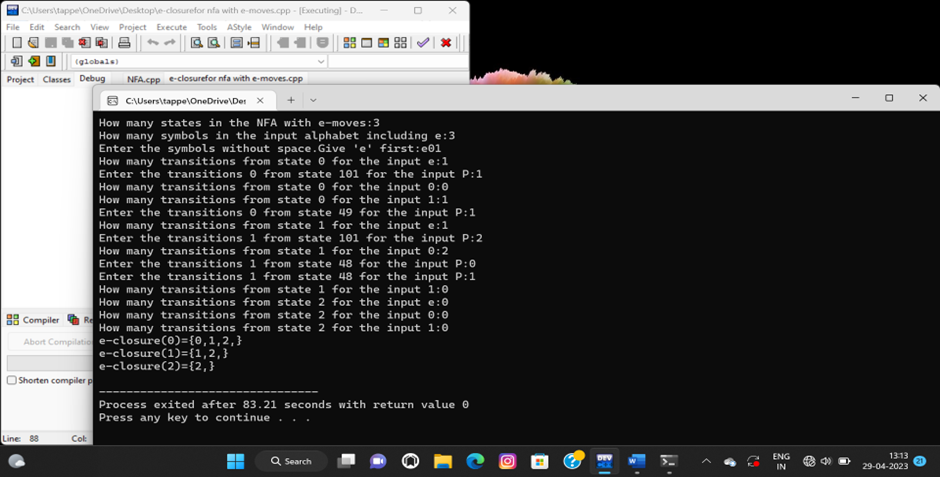 C:\Users\tappe\OneDrive\Desktop\e-closurefor nfa with e-moves.cpp - [Executing] - D...
File Edit Search View Project Execute Tools AStyle Window Help
(globals)
Project Classes Debug NFA.cpp e-closurefor nfa with e-moves.cpp
C:\Users\tappe\OneDrive\Des
How many states in the NFA with e-moves:3
How many symbols in the input alphabet including e:3
Enter the symbols without space.Give 'e' first:e01
How many transitions from state 0 for the input e:1
Enter the transitions 0 from state 101 for the input P:1
How many transitions from state 0 for the input 0:0
How many transitions from state 0 for the input 1:1
Enter the transitions 0 from state 49 for the input P:1
How many transitions from state 1 for the input e:1
Enter the transitions 1 from state 101 for the input P:2
How many transitions from state 1 for the input 0:2
Enter the transitions 1 from state 48 for the input P:0
Enter the transitions 1 from state 48 for the input P:1
How many transitions from state 1 for the input 1:0
How many transitions from state 2 for the input e:0
How many transitions from state 2 for the input 0:0
How many transitions from state 2 for the input 1:0
e-closure(0)={0,1,2,}
e-closure(1)={1,2,}
e-closure(2)={2,}
--------------------------------
Process exited after 83.21 seconds with return value 0
Press any key to continue . . .
Compiler Re
Abort Compilatio
Shorten compiler p
Line: 88 Col:
Search
DEV
ENG
IN
13:13
29-04-2023
21